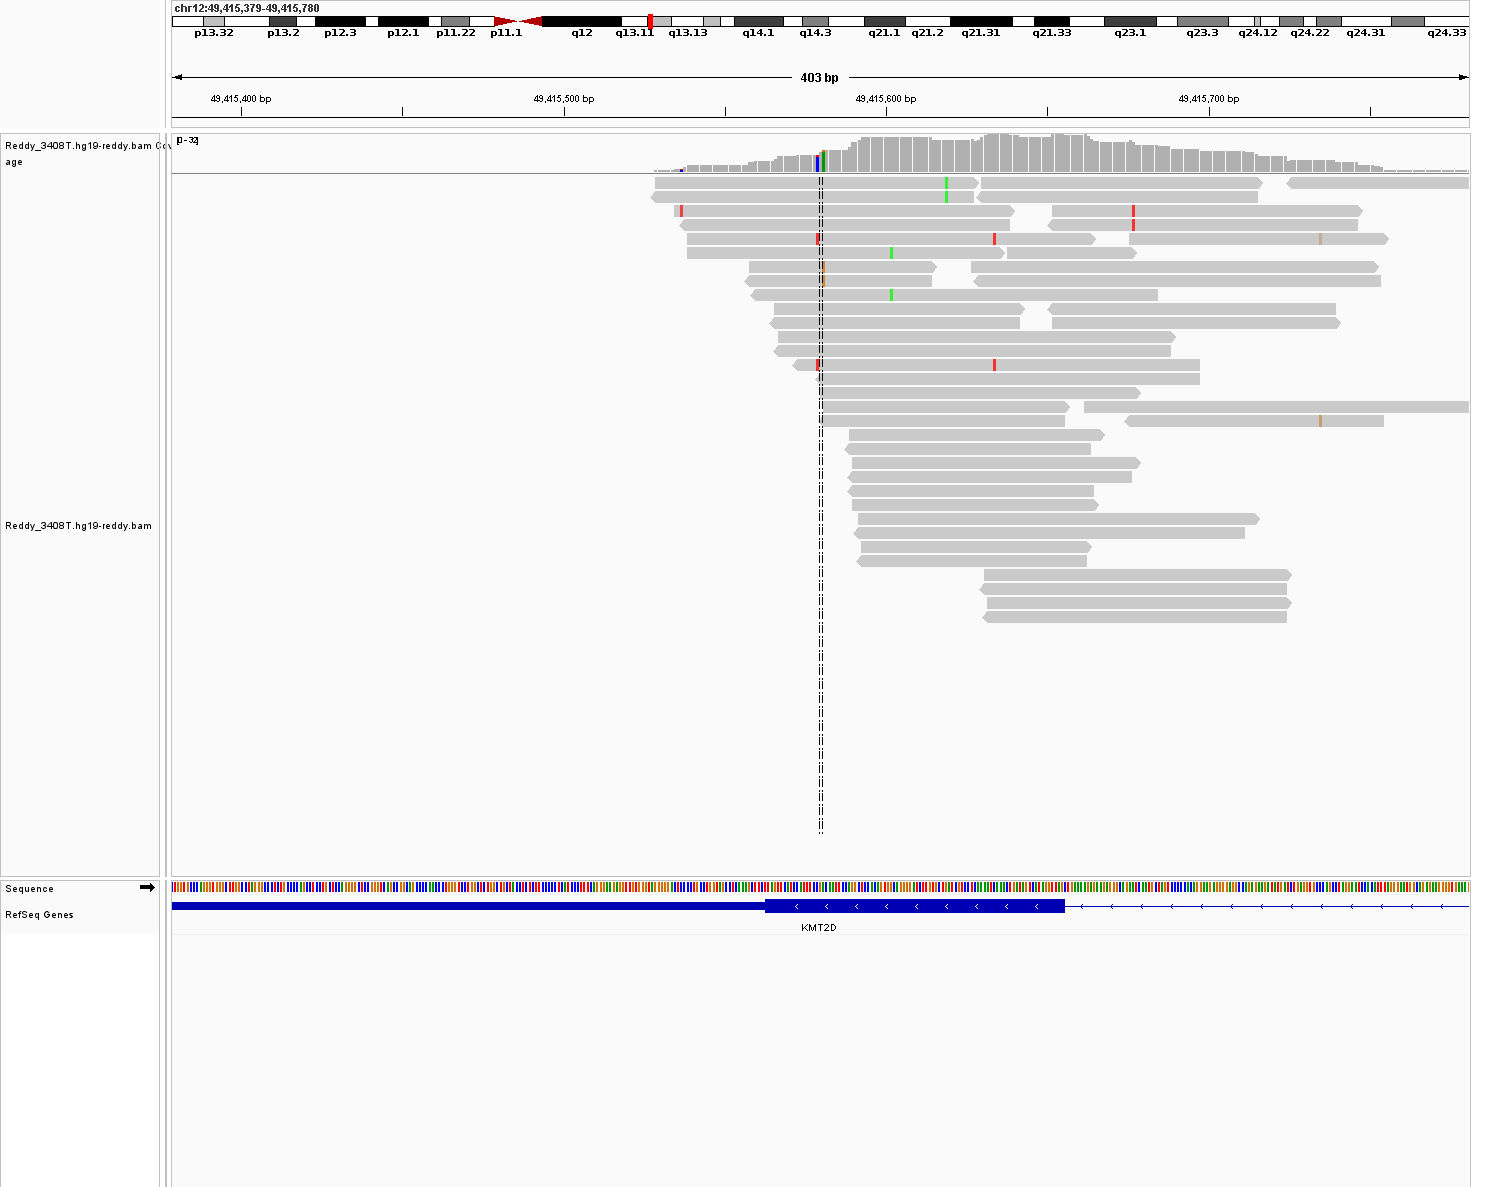 chr12:49,415,379-49,415,780
p13.32 p13.2 p12.3 p12.1 p11.22 p11.1 q12 q13.11 q13.13 q14.1 q14.3 q21.1 q21.2 q21.31 q21.33 q23.1 q23.3 q24.12 q24.22 q24.31 q24.33
403 bp
49,415,400 bp 49,415,500 bp 49,415,600 bp 49,415,700 bp
[0-32]
Reddy_3408T.hg19-reddy.bam Cov
age
Reddy_3408T.hg19-reddy.bam
Sequence
RefSeq Genes
KMT2D